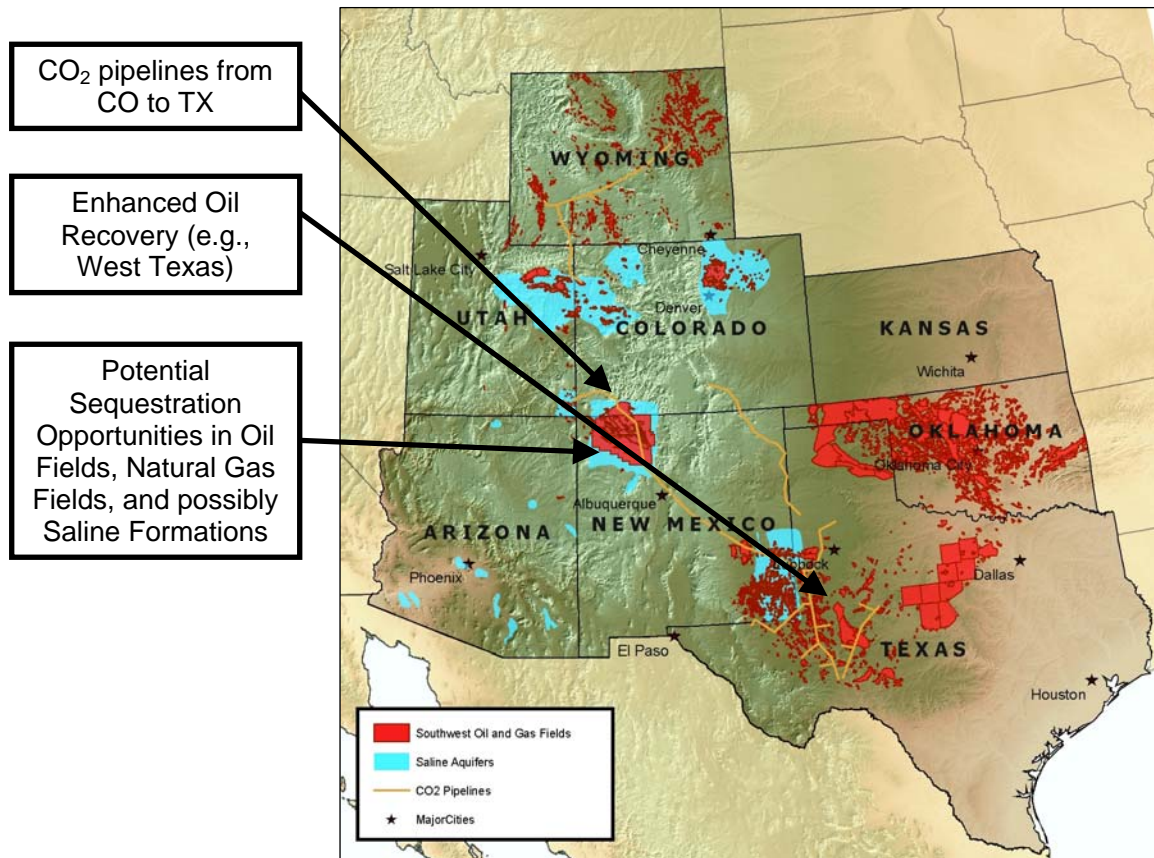 CO₂ pipelines from
CO to TX
Enhanced Oil
Recovery (e.g.,
West Texas)
Potential
Sequestration
Opportunities in Oil
Fields, Natural Gas
Fields, and possibly
Saline Formations
WYOMING
Cheyenne
Salt Lake City
UTAH
Denver
COLORADO
KANSAS
Wichita
OKLAHOMA
Oklahoma City
Albuquerque
NEW MEXICO
ARIZONA
Phoenix
Dallas
El Paso
TEXAS
Houston
Southwest Oil and Gas Fields
Saline Aquifers
CO2 Pipelines
MajorCities